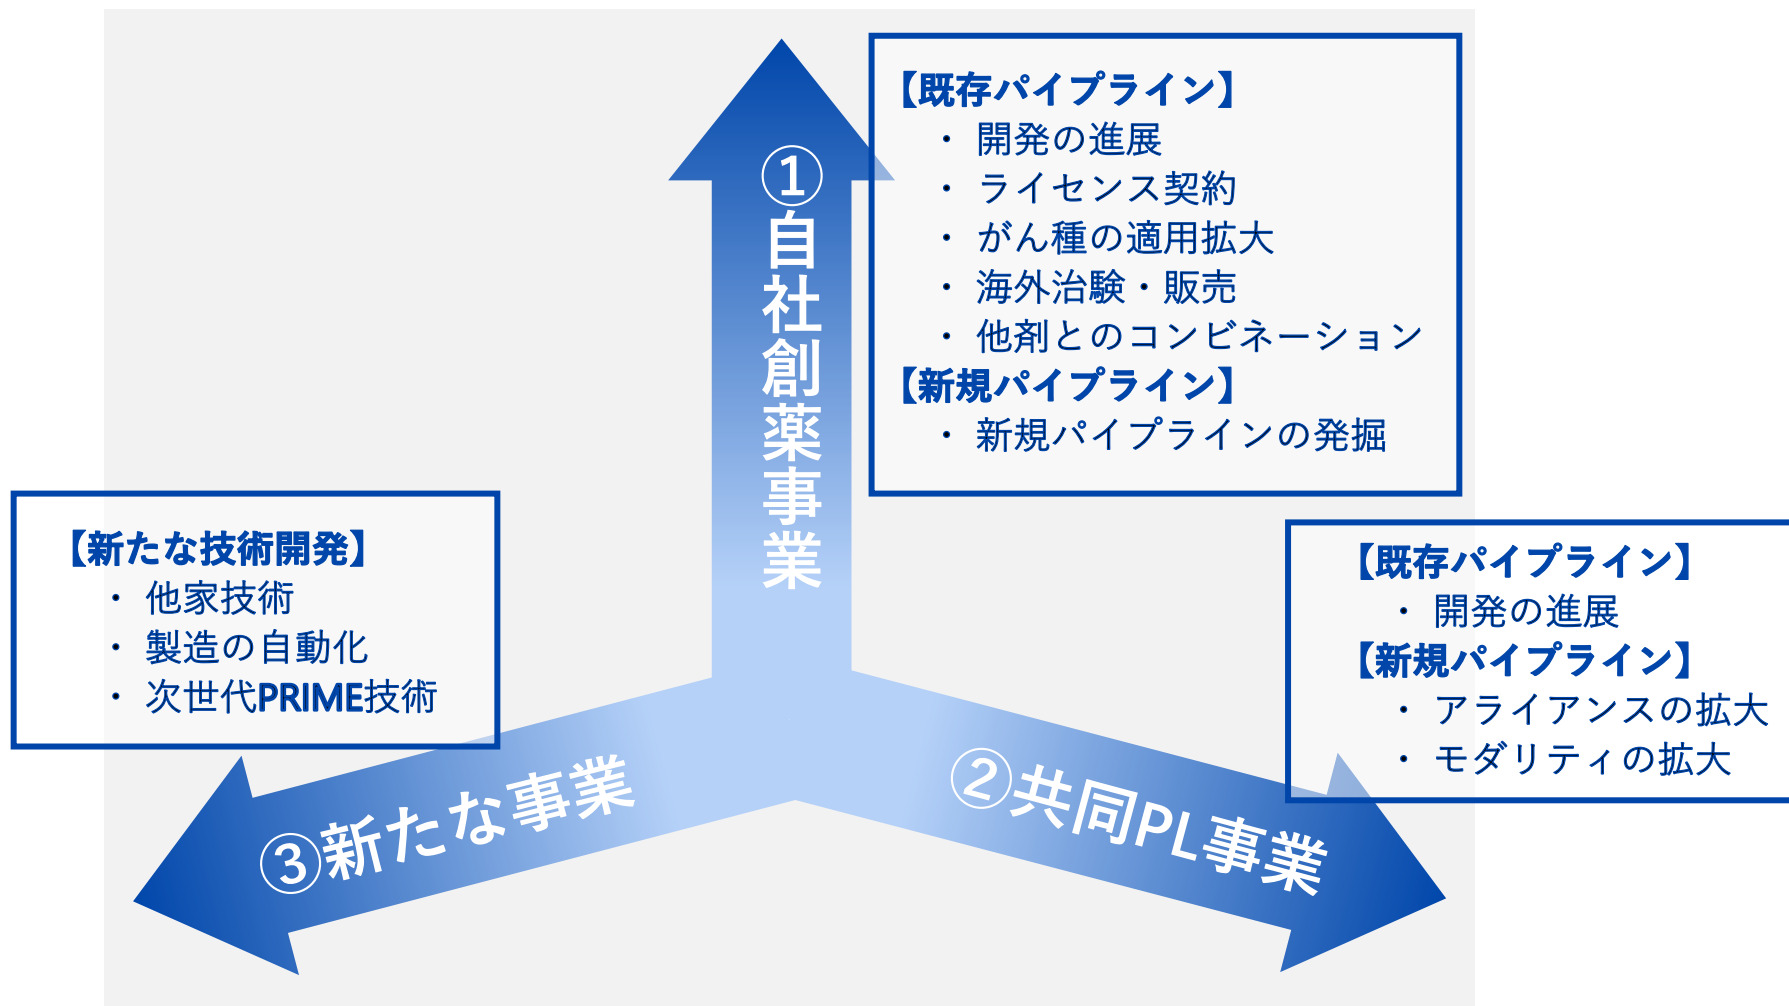 ①自社創薬事業
【既存パイプライン】
・ 開発の進展
・ ライセンス契約
・ がん種の適用拡大
・ 海外治験・販売
・ 他剤とのコンビネーション
【新規パイプライン】
・ 新規パイプラインの発掘
【新たな技術開発】
・ 他家技術
・ 製造の自動化
・ 次世代PRIME技術
③新たな事業
【既存パイプライン】
・ 開発の進展
【新規パイプライン】
・ アライアンスの拡大
・ モダリティの拡大
②共同PL事業